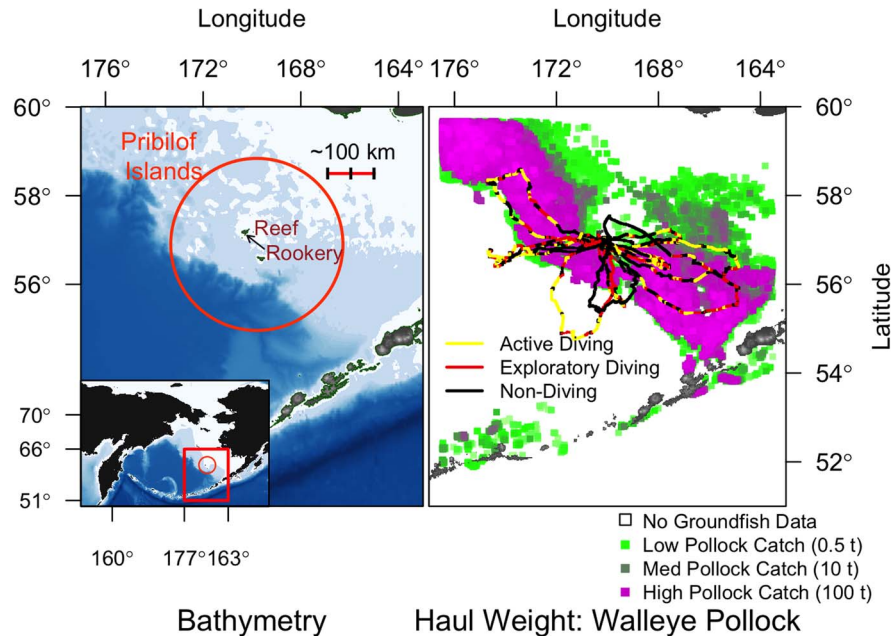 Longitude
Longitude
176° 172° 168° 164°
176° 172° 168° 164°
60°
58°
56°
70°
66°
51°
60°
58°
56°
54°
52°
Latitude
Pribilof
Islands
~100 km
Reef
Rookery
Active Diving
Exploratory Diving
Non-Diving
160° 177°163°
No Groundfish Data
Low Pollock Catch (0.5 t)
Med Pollock Catch (10 t)
High Pollock Catch (100 t)
Bathymetry
Haul Weight: Walleye Pollock